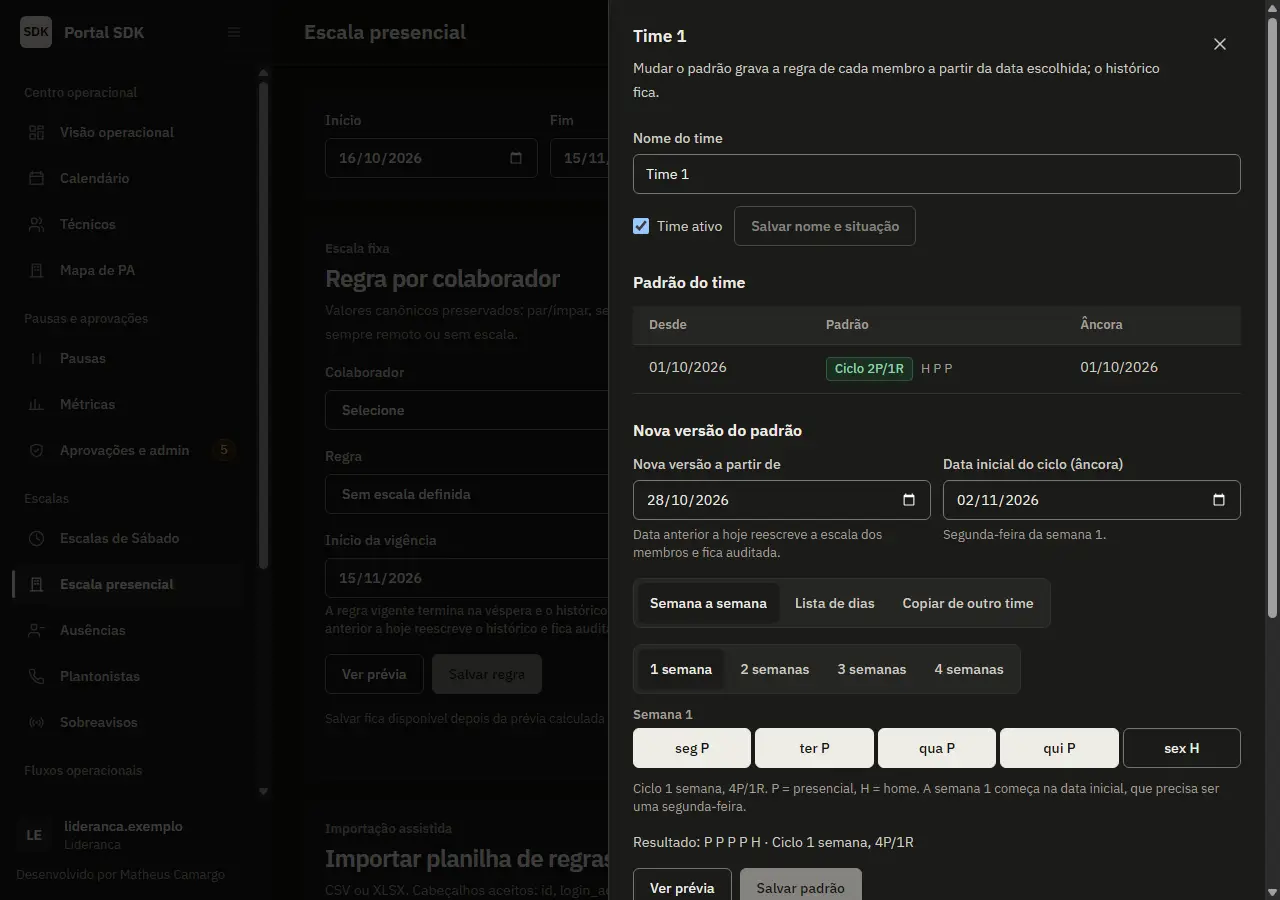 SDK
Portal SDK
Centro operacional
Visão operacional
Calendário
Técnicos
Mapa de PA
Pausas e aprovações
Pausas
Métricas
Aprovações e admin
5
Escalas
Escalas de Sábado
Escala presencial
Ausências
Plantonistas
Sobreavisos
Fluxos operacionais
LE
lideranca.exemplo
Lideranca
Desenvolvido por Matheus Camargo
Escala presencial
Início
Fim
16/10/2026
15/11/
Escala fixa
Regra por colaborador
Valores canônicos preservados: par/ímpar, se
sempre remoto ou sem escala.
Colaborador
Selecione
Regra
Sem escala definida
Início da vigência
15/11/2026
A regra vigente termina na véspera e o histórico
anterior a hoje reescreve o histórico e fica audita
Ver prévia
Salvar regra
Salvar fica disponível depois da prévia calculada
Importação assistida
Importar planilha de regras
CSV ou XLSX. Cabeçalhos aceitos: id, login_ad
Time 1
Mudar o padrão grava a regra de cada membro a partir da data escolhida; o histórico
fica.
Nome do time
Time 1
Time ativo
Salvar nome e situação
Padrão do time
Desde
Padrão
Âncora
01/10/2026
Ciclo 2P/1R
H P P
01/10/2026
Nova versão do padrão
Nova versão a partir de
Data inicial do ciclo (âncora)
28/10/2026
02/11/2026
Data anterior a hoje reescreve a escala dos
membros e fica auditada.
Segunda-feira da semana 1.
Semana a semana
Lista de dias
Copiar de outro time
1 semana
2 semanas
3 semanas
4 semanas
Semana 1
seg P
ter P
qua P
qui P
sex H
Ciclo 1 semana, 4P/1R. P = presencial, H = home. A semana 1 começa na data inicial, que precisa ser
uma segunda-feira.
Resultado: P P P P H · Ciclo 1 semana, 4P/1R
Ver prévia
Salvar padrão